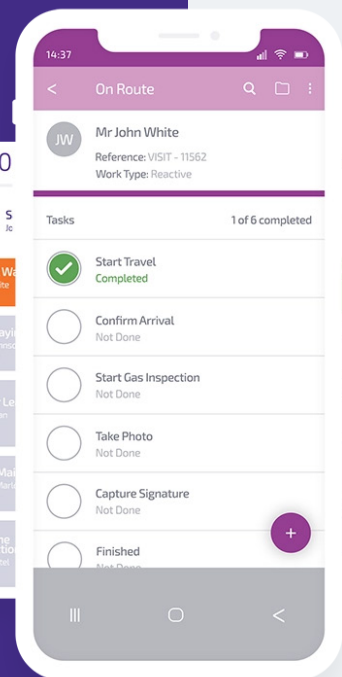 14:37
On Route
JW
Mr John White
Reference: VISIT - 11562
Work Type: Reactive
Tasks
1 of 6 completed
Start Travel
Completed
Confirm Arrival
Not Done
Start Gas Inspection
Not Done
Take Photo
Not Done
Capture Signature
Not Done
Finished
Not Done